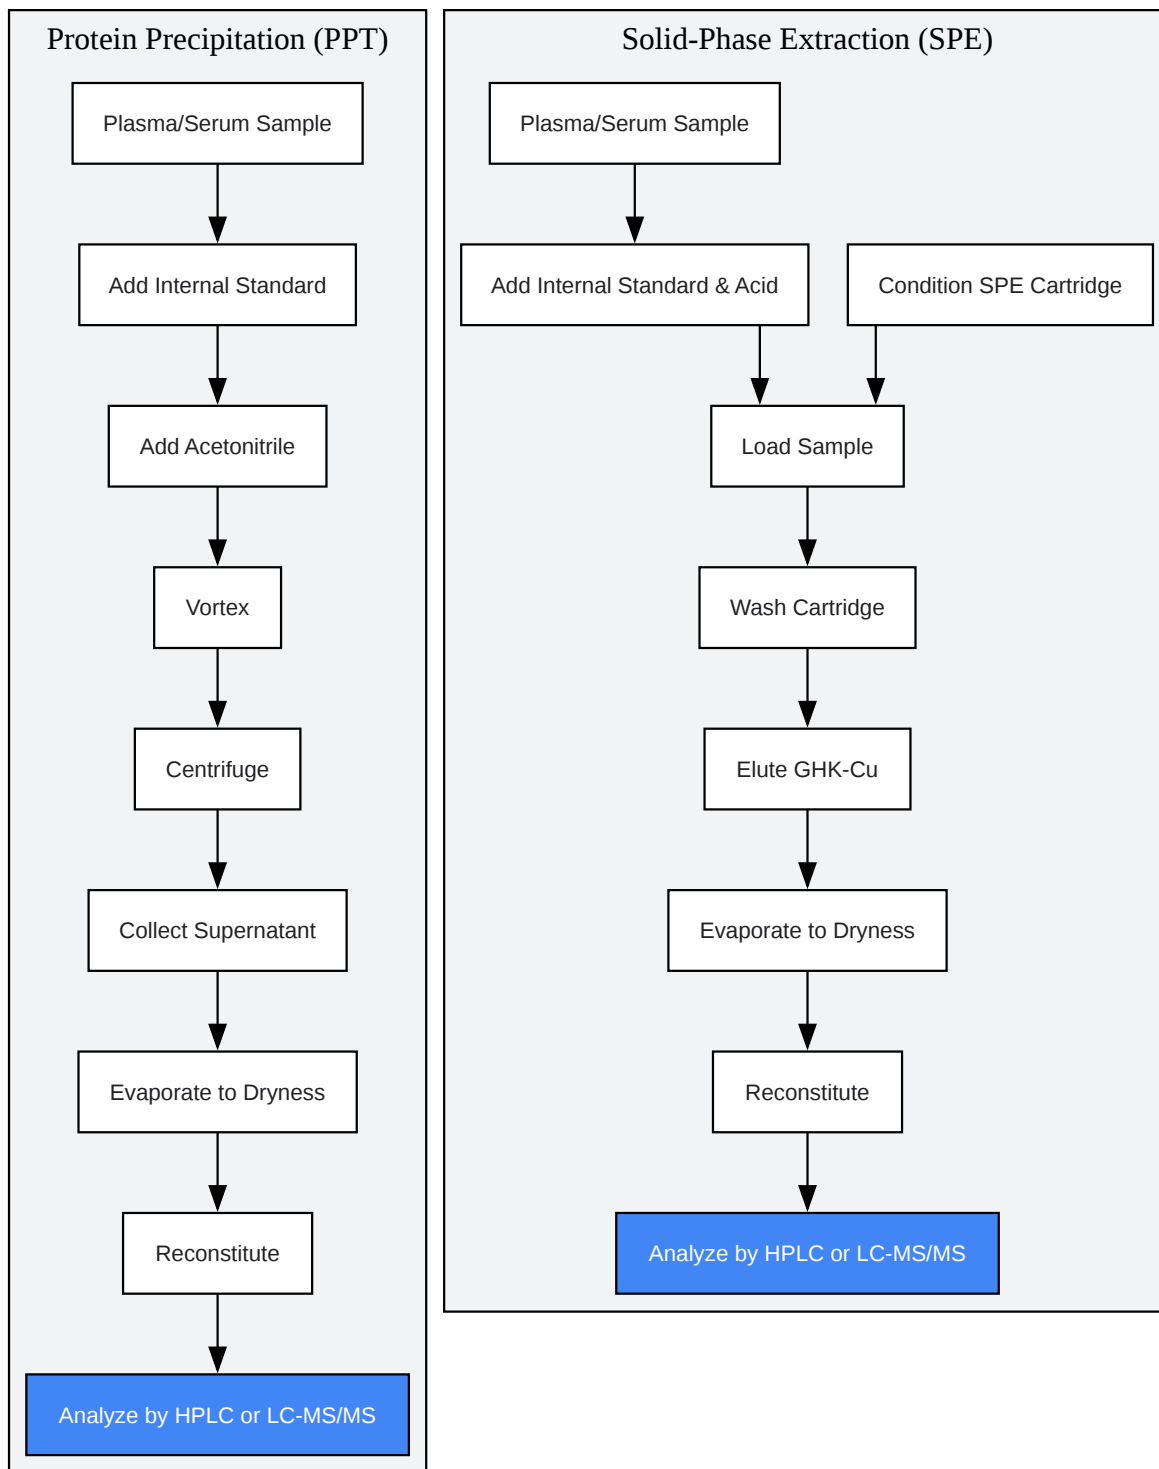 Protein Precipitation (PPT)
Plasma/Serum Sample
Add Internal Standard
Add Acetonitrile
Vortex
Centrifuge
Collect Supernatant
Evaporate to Dryness
Reconstitute
Analyze by HPLC or LC-MS/MS
Solid-Phase Extraction (SPE)
Plasma/Serum Sample
Add Internal Standard & Acid
Condition SPE Cartridge
Load Sample
Wash Cartridge
Elute GHK-Cu
Evaporate to Dryness
Reconstitute
Analyze by HPLC or LC-MS/MS